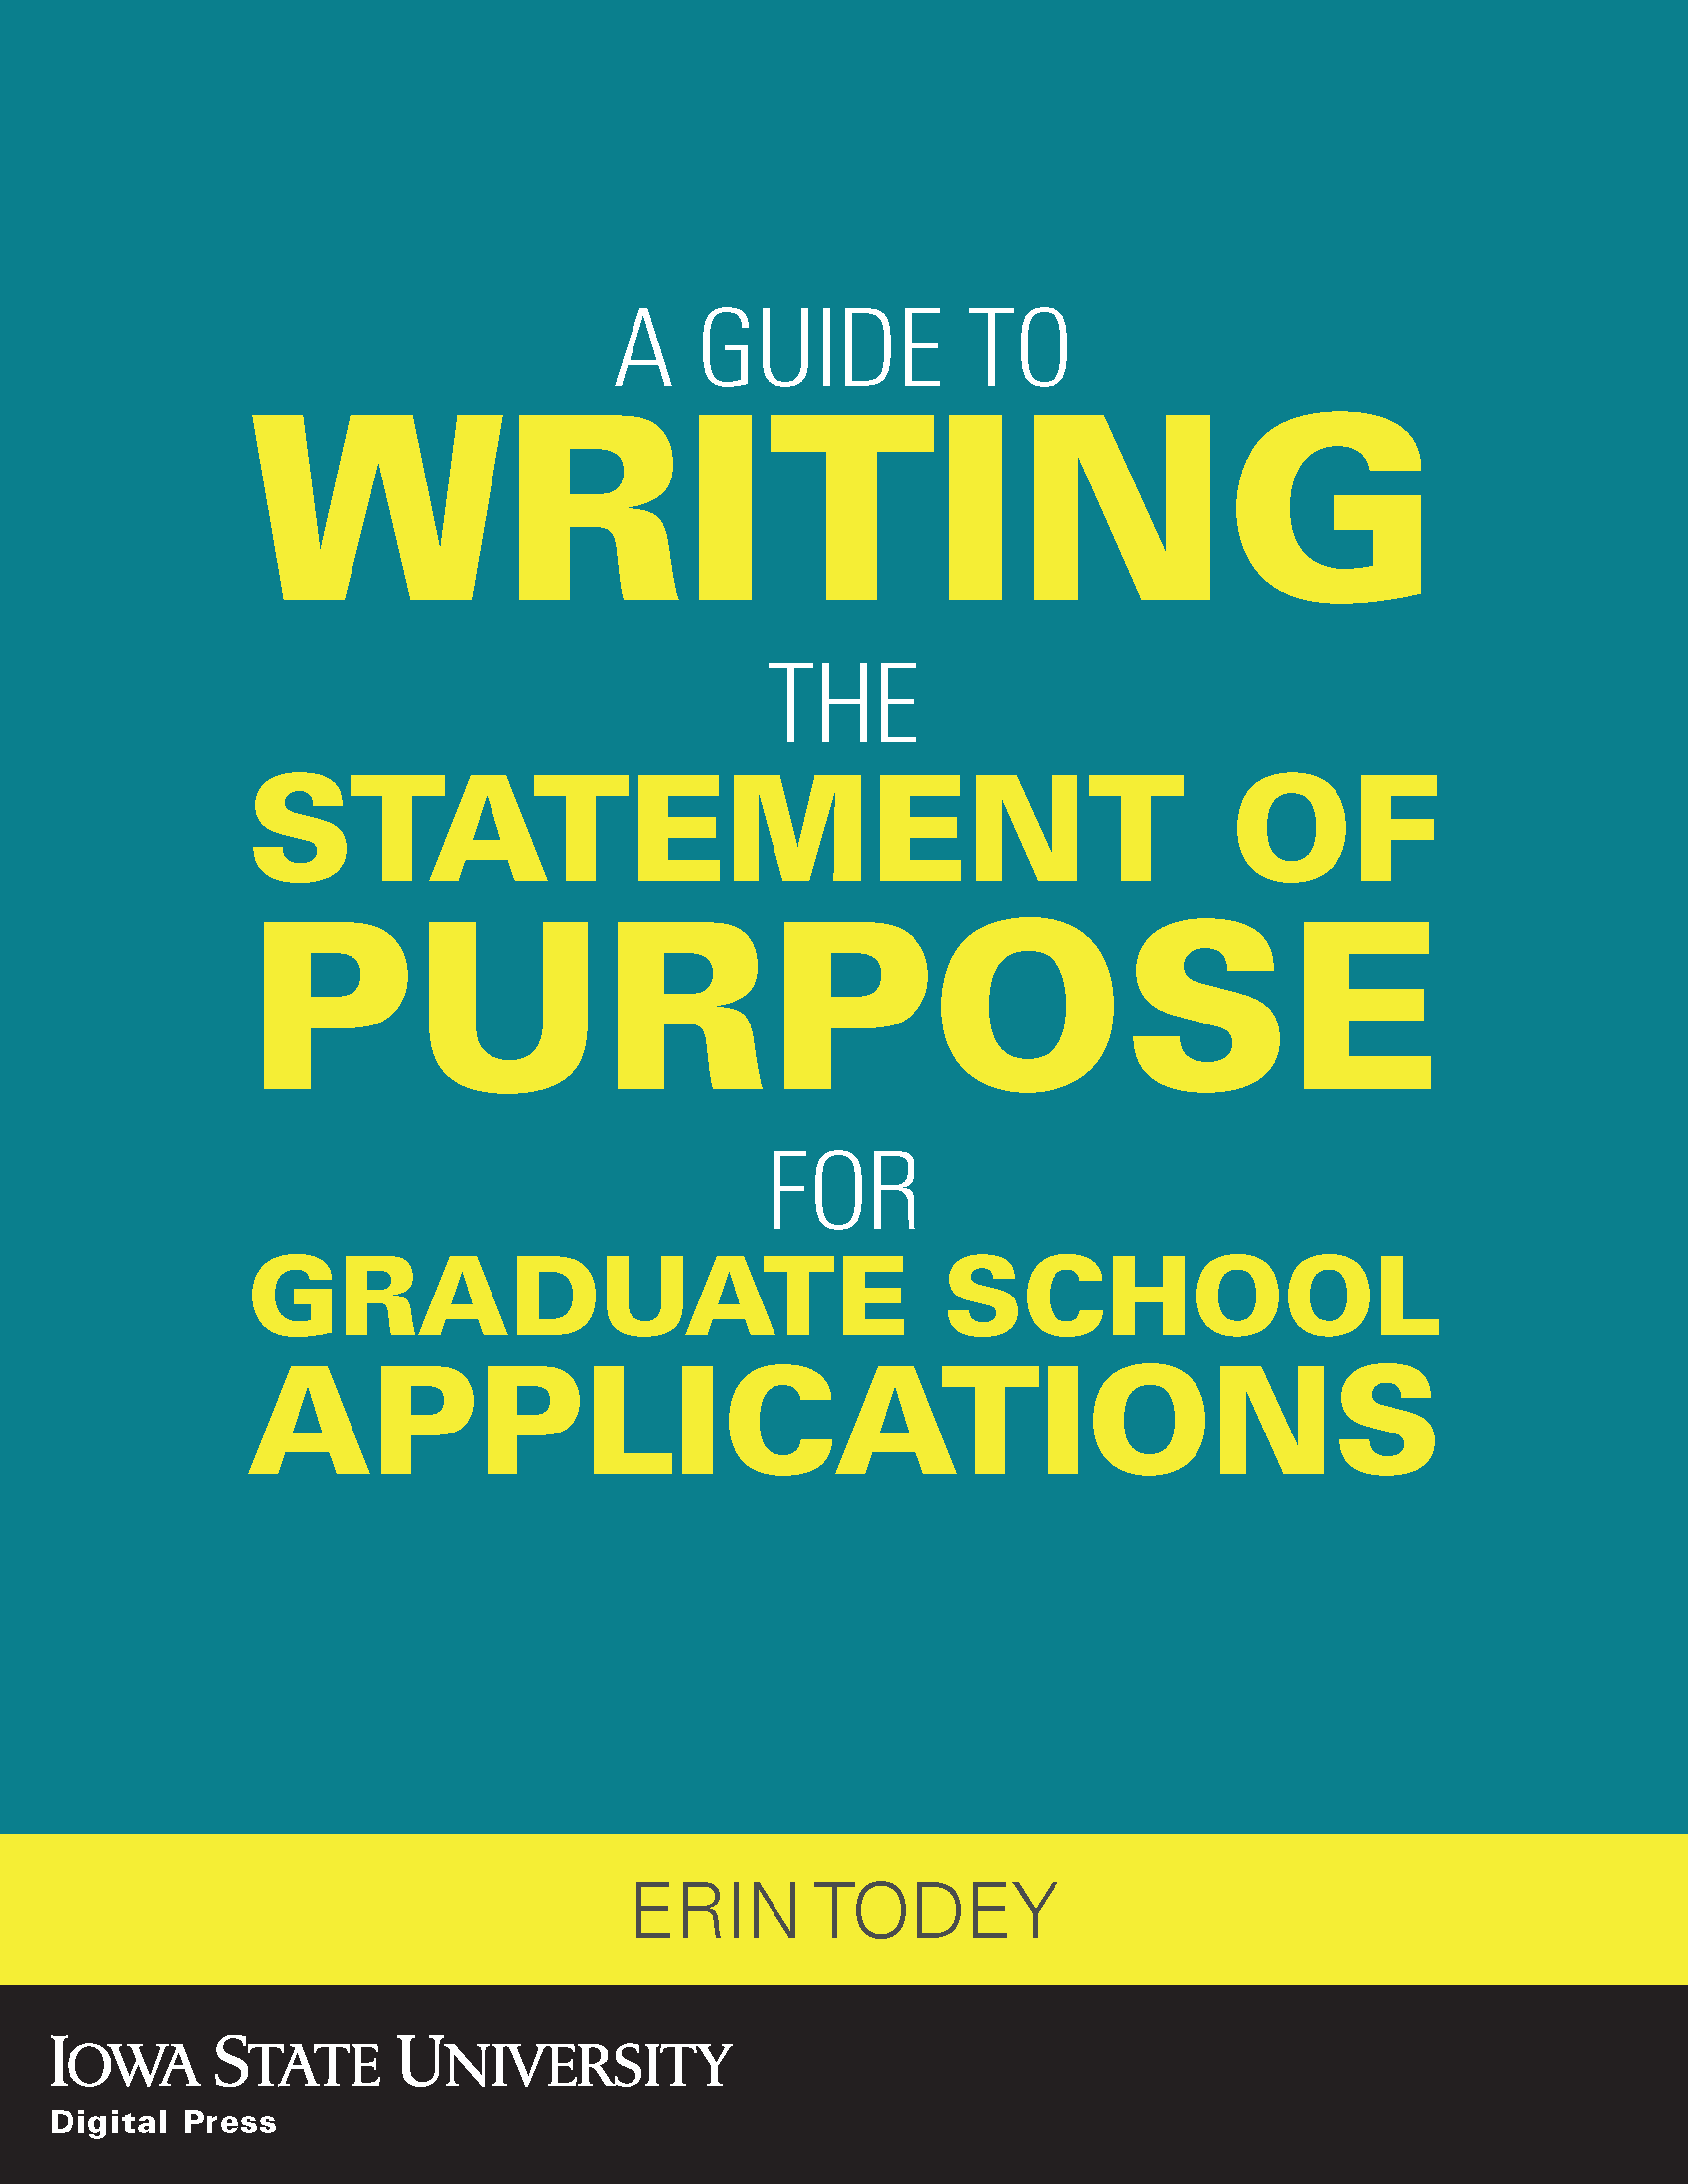 A GUIDE TO
WRITING
THE
STATEMENT OF
PURPOSE
FOR
GRADUATE SCHOOL
APPLICATIONS
ERIN TODEY
IOWA STATE UNIVERSITY
Digital Press